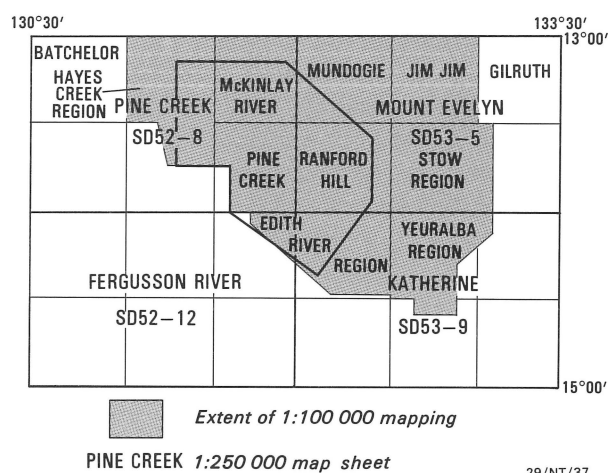 130°30'
133°30'
13°00'
BATCHELOR
MUNDOGIE
JIM JIM
GILRUTH
HAYES
CREEK
REGION
McKINLAY
RIVER
PINE CREEK
MOUNT EVELYN
SD52–8
SD53–5
PINE
CREEK
RANFORD
HILL
STOW
REGION
EDITH
RIVER
REGION
YEURALBA
REGION
FERGUSSON RIVER
KATHERINE
SD52–12
SD53–9
15°00'
Extent of 1:100 000 mapping
PINE CREEK 1:250 000 map sheet
29/NT/37